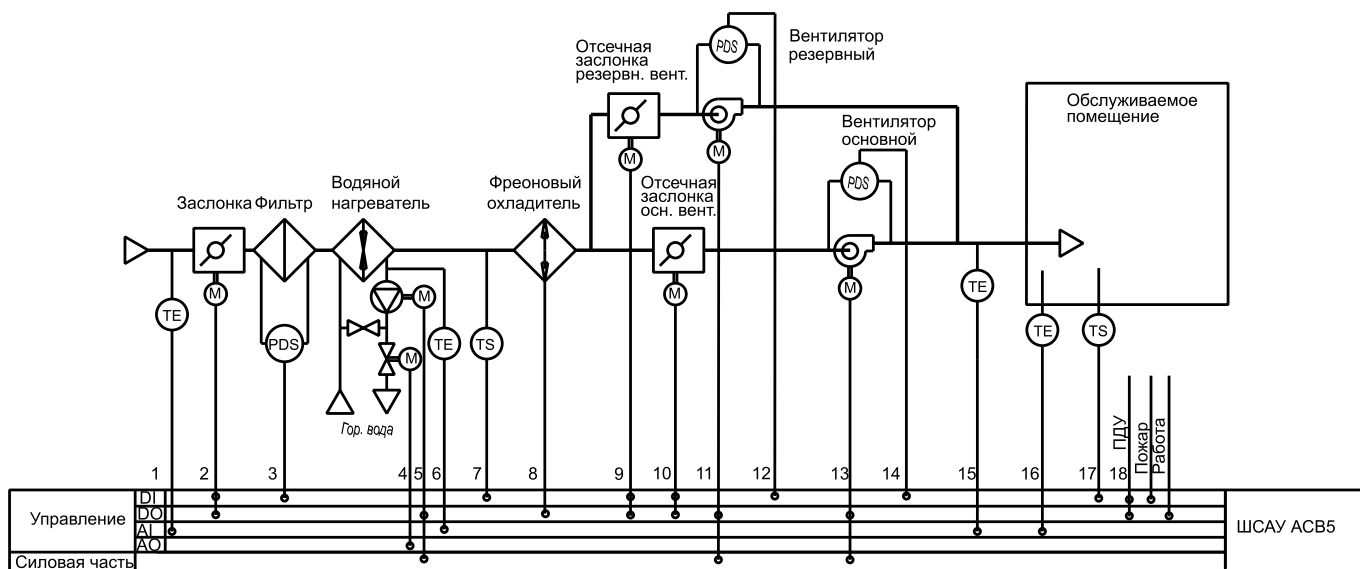 Вентилятор
резервный
PDS
Отсечная
заслонка
резервн. вент.
M
M
Обслуживаемое
помещение
Вентилятор
основной
PDS
Отсечная
заслонка
осн. вент.
Заслонка
Фильтр
Водяной
нагреватель
Фреоновый
охладитель
M
M
M
TE
PDS
M
M
TE
TS
TE
TE
TS
Гор. вода
ПДУ
Пожар
Работа
1 2 3 4 5 6 7 8 9 10 11 12 13 14 15 16 17 18
Управление
DI
DO
AI
AO
Силовая часть
ШСАУ АСВ5